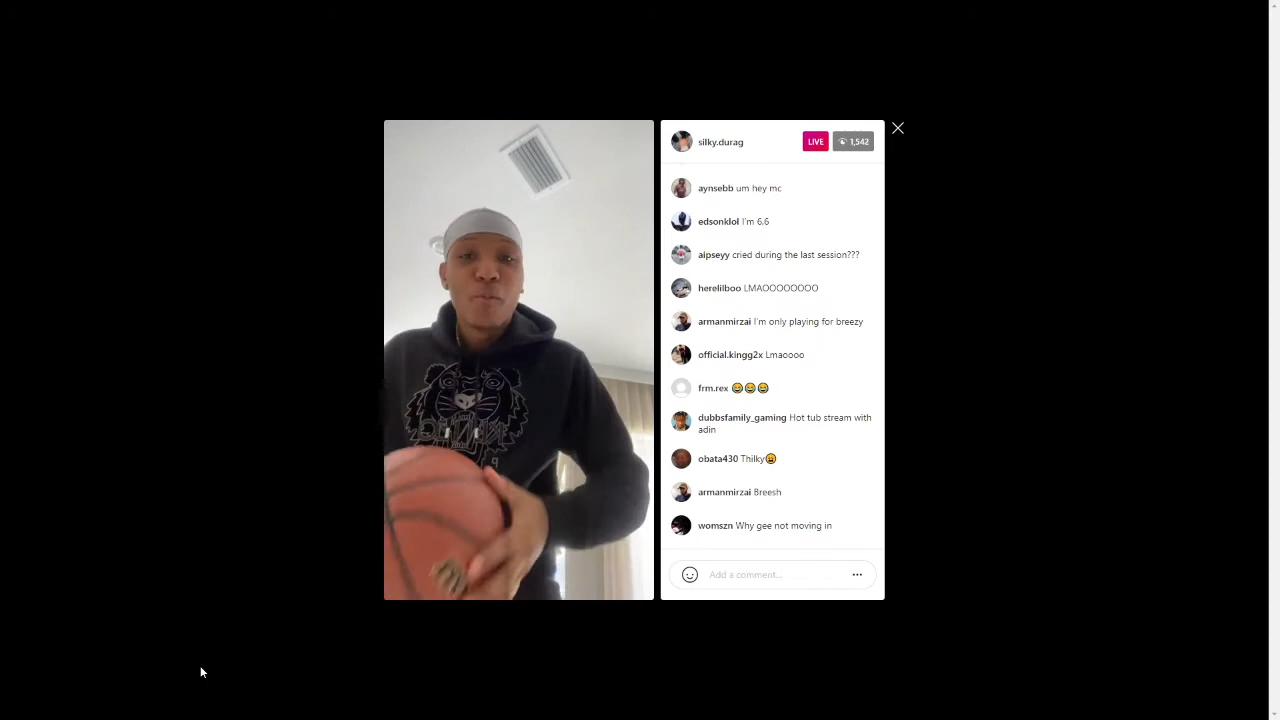 silky.durag LIVE 1,542
aynsebb um hey mc
edsonklol I'm 6.6
aipseyy cried during the last session???
herelilboo LMAOOOOOOOO
armanmirzai I'm only playing for breezy
official.kingg2x Lmaoooo
frm.rex 😂😂😂
dubbsfamily_gaming Hot tub stream with
adin
obata430 Thilky😩
armanmirzai Breesh
womszn Why gee not moving in
Add a comment...